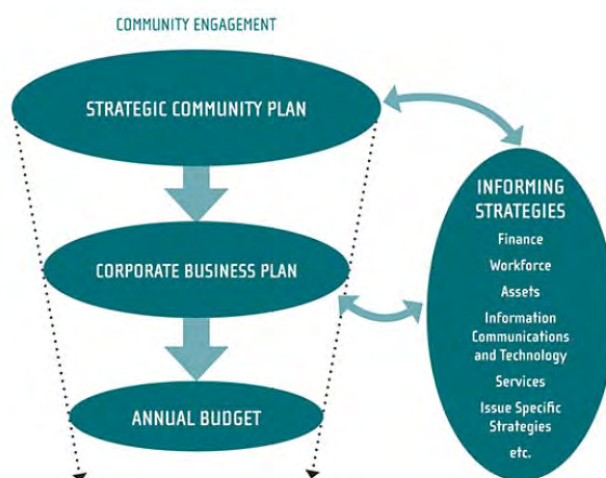 COMMUNITY ENGAGEMENT
STRATEGIC COMMUNITY PLAN
CORPORATE BUSINESS PLAN
ANNUAL BUDGET
INFORMING
STRATEGIES
Finance
Workforce
Assets
Information
Communications
and Technology
Services
Issue Specific
Strategies
etc.